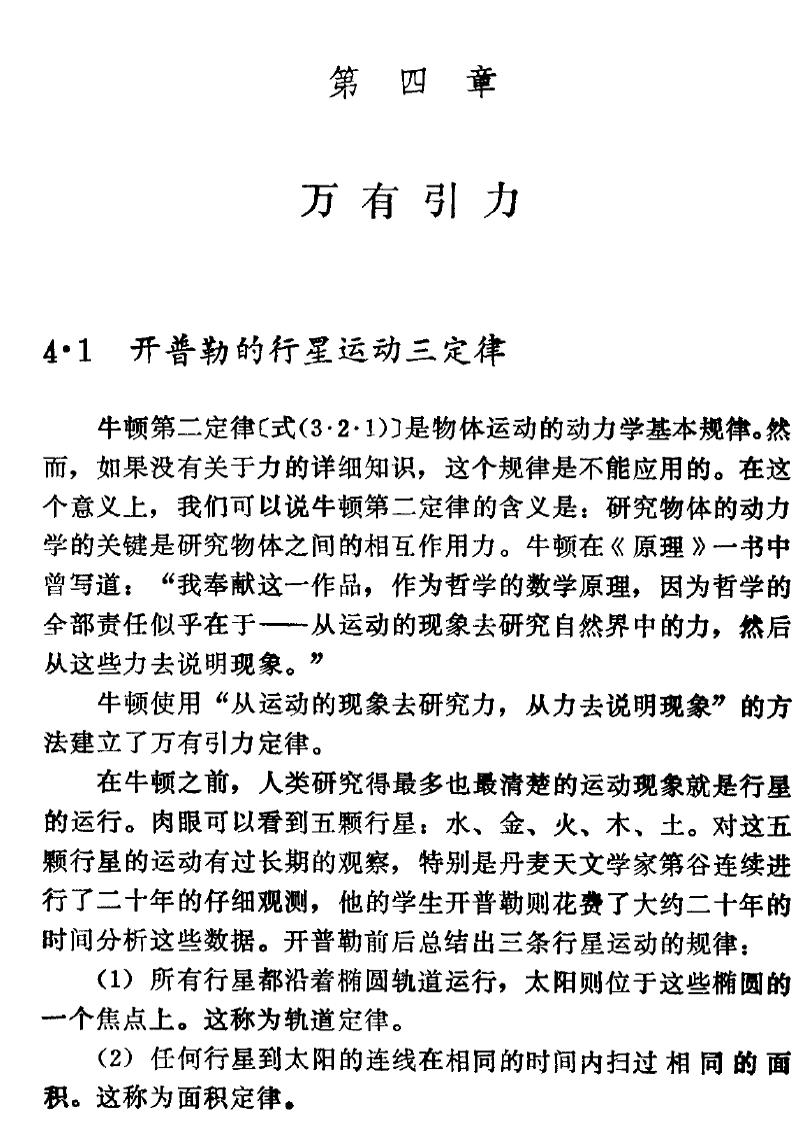 第四章
万有引力
4·1 开普勒的行星运动三定律
牛顿第二定律〔式(3·2·1)〕是物体运动的动力学基本规律。然
而，如果没有关于力的详细知识，这个规律是不能应用的。在这
个意义上，我们可以说牛顿第二定律的含义是：研究物体的动力
学的关键是研究物体之间的相互作用力。牛顿在《原理》一书中
曾写道：“我奉献这一作品，作为哲学的数学原理，因为哲学的
全部责任似乎在于——从运动的现象去研究自然界中的力，然后
从这些力去说明现象。”
牛顿使用“从运动的现象去研究力，从力去说明现象”的方
法建立了万有引力定律。
在牛顿之前，人类研究得最多也最清楚的运动现象就是行星
的运行。肉眼可以看到五颗行星：水、金、火、木、土。对这五
颗行星的运动有过长期的观察，特别是丹麦天文学家第谷连续进
行了二十年的仔细观测，他的学生开普勒则花费了大约二十年的
时间分析这些数据。开普勒前后总结出三条行星运动的规律：
(1) 所有行星都沿着椭圆轨道运行，太阳则位于这些椭圆的
一个焦点上。这称为轨道定律。
(2) 任何行星到太阳的连线在相同的时间内扫过相同的面
积。这称为面积定律。